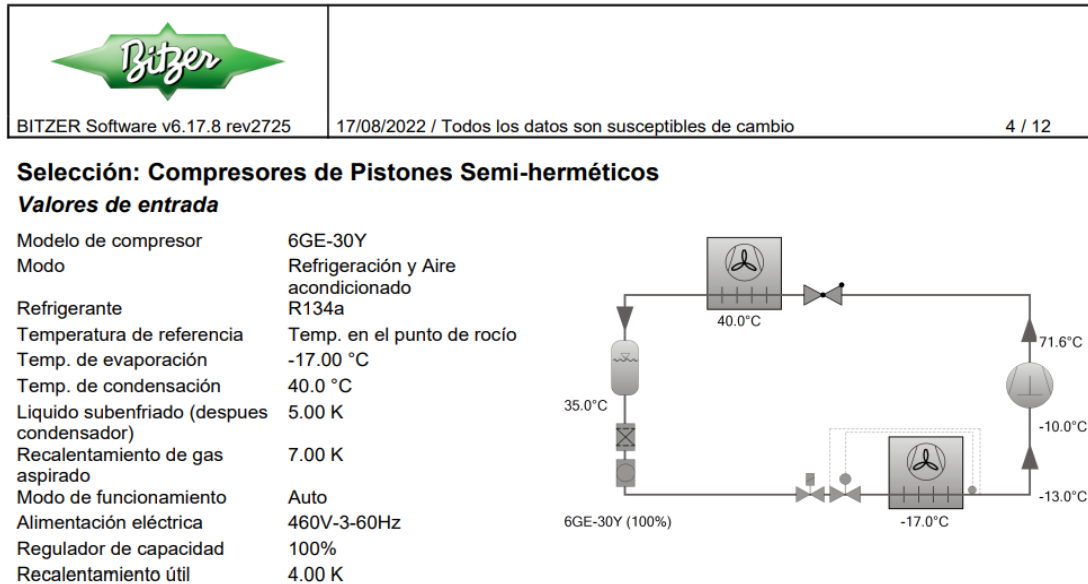 Bitzer
BITZER Software v6.17.8 rev2725
17/08/2022 / Todos los datos son susceptibles de cambio
4 / 12
Selección: Compresores de Pistones Semi-herméticos
Valores de entrada
Modelo de compresor 6GE-30Y
Modo Refrigeración y Aire
acondicionado
Refrigerante R134a
Temperatura de referencia Temp. en el punto de rocío
Temp. de evaporación -17.00 °C
Temp. de condensación 40.0 °C
Liquido subenfriado (despues 5.00 K
condensador)
Recalentamiento de gas 7.00 K
aspirado
Modo de funcionamiento Auto
Alimentación eléctrica 460V-3-60Hz
Regulador de capacidad 100%
Recalentamiento útil 4.00 K
40.0°C
71.6°C
35.0°C
-10.0°C
-13.0°C
6GE-30Y (100%)
-17.0°C